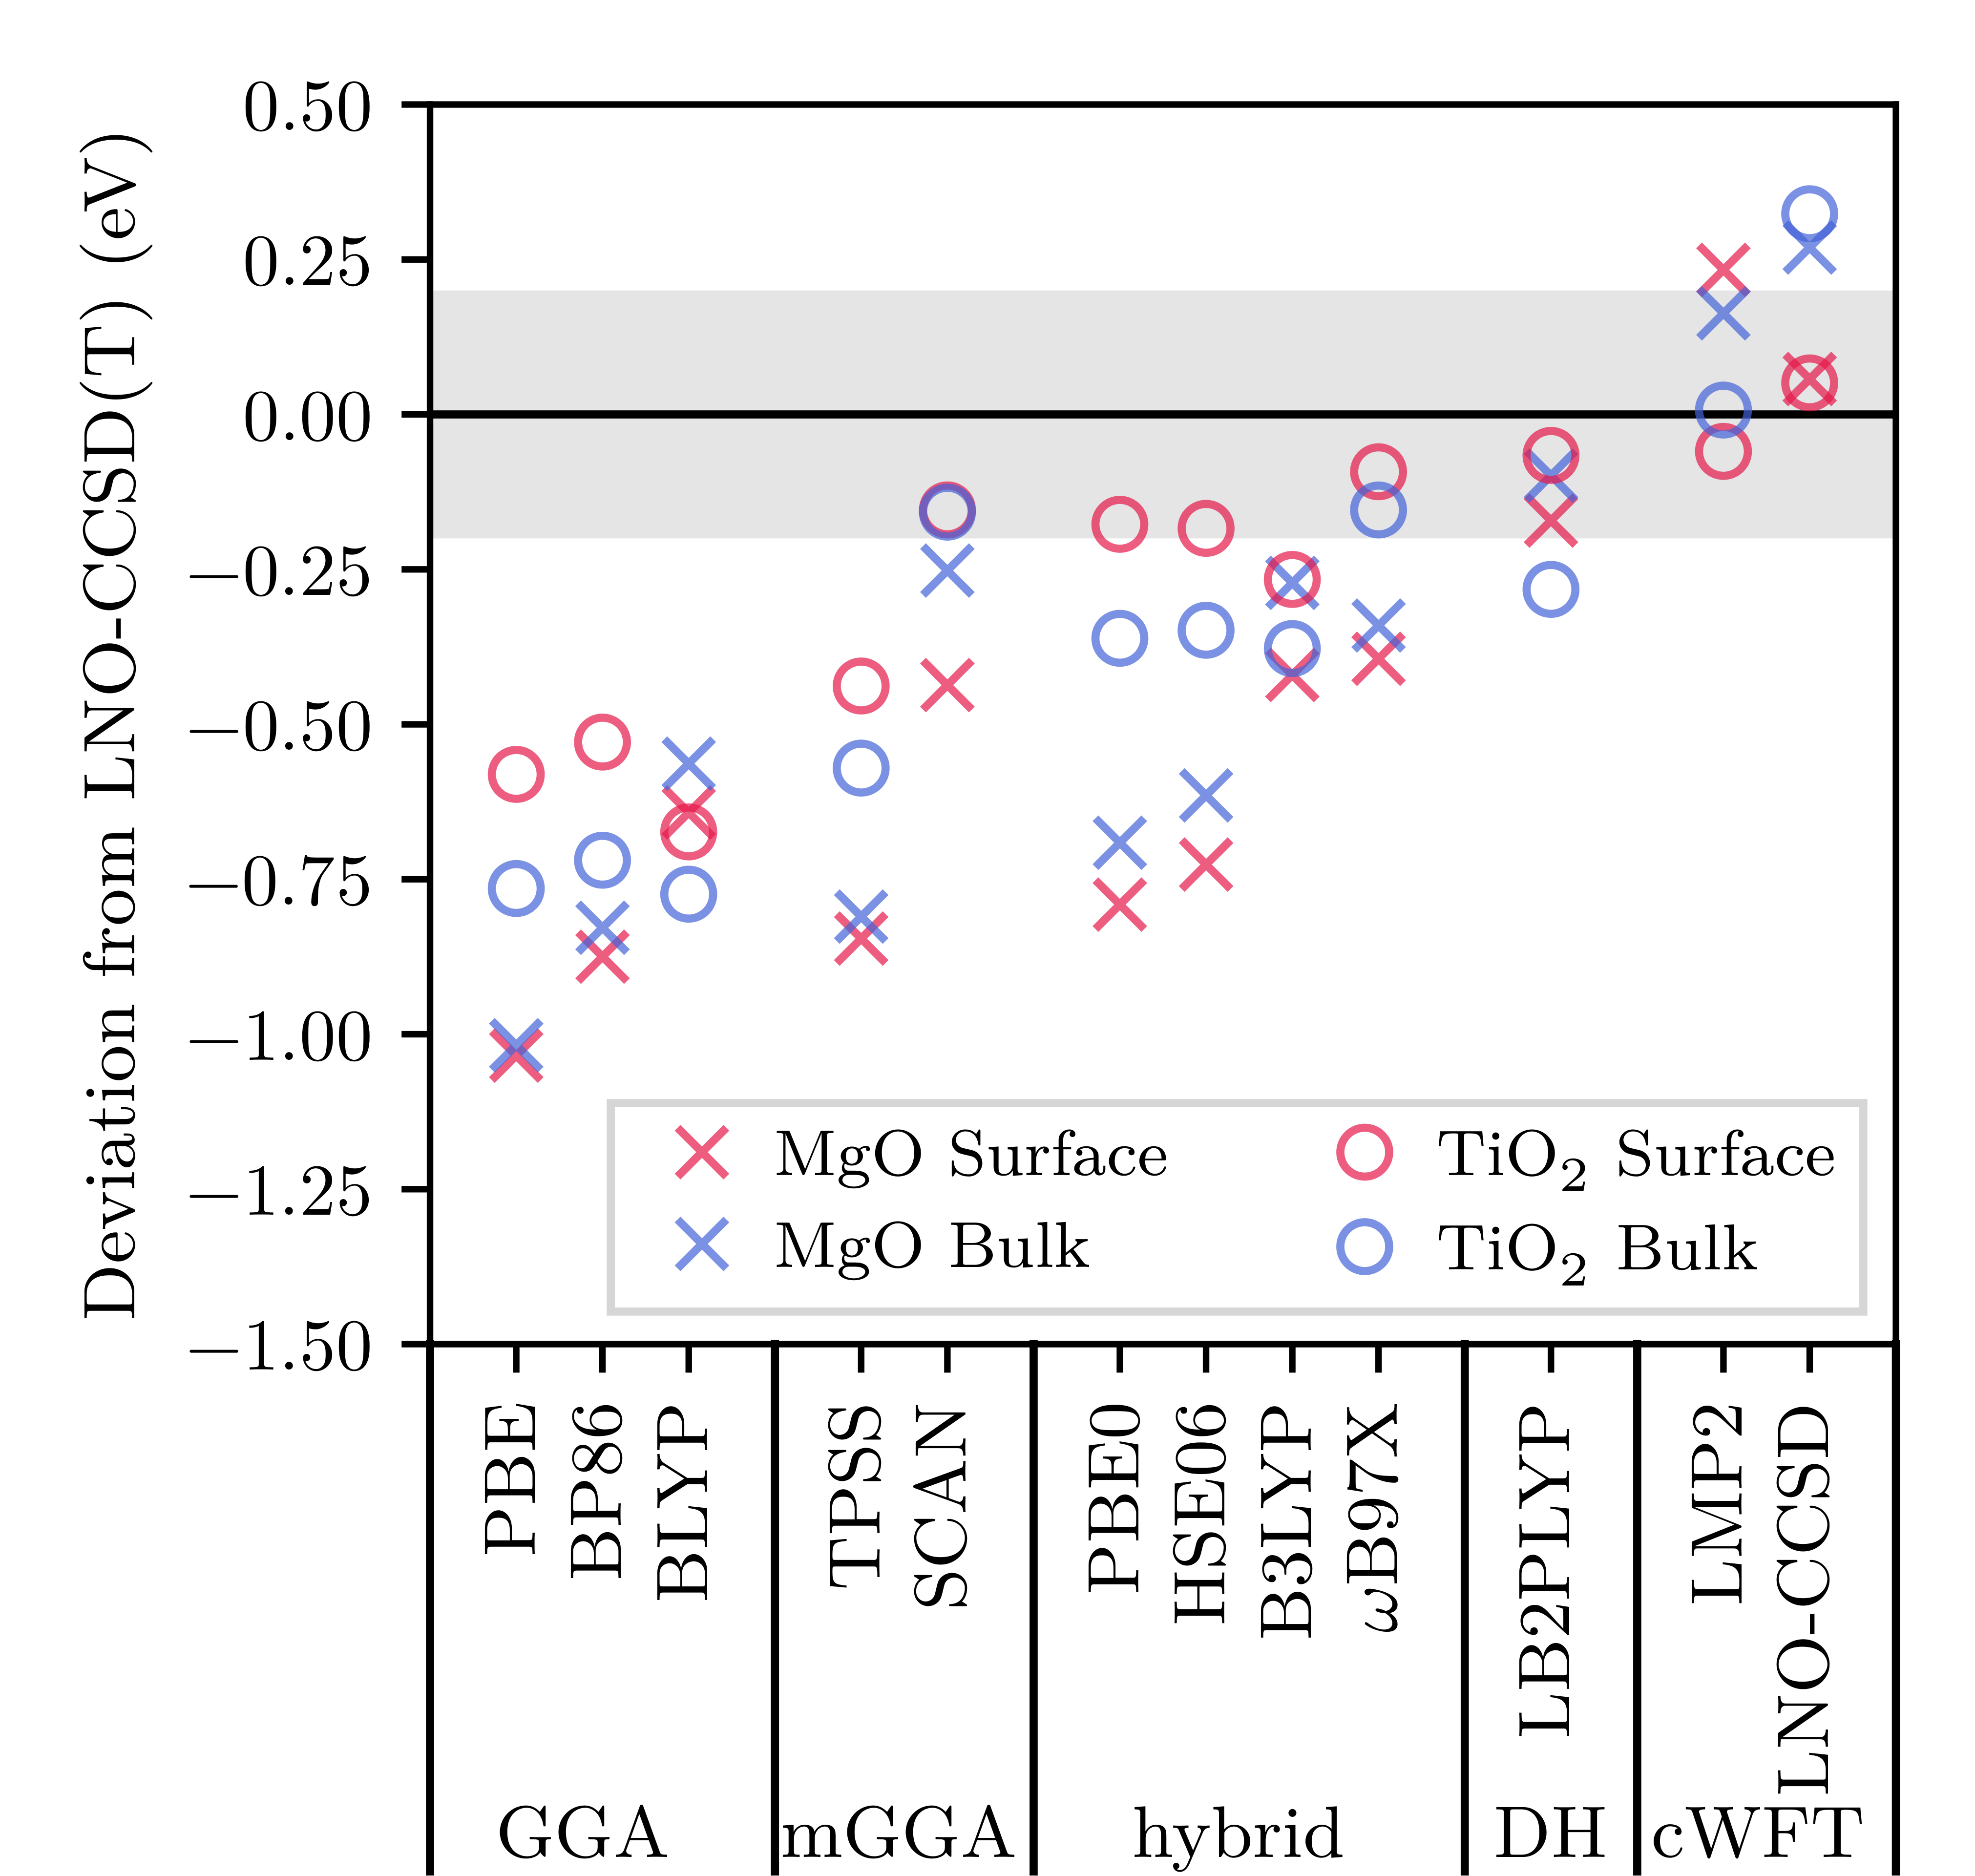 Deviation from LNO-CCSD(T) (eV)
0.50
0.25
0.00
−0.25
−0.50
−0.75
−1.00
−1.25
−1.50
MgO Surface
TiO₂ Surface
MgO Bulk
TiO₂ Bulk
PBE
BP86
BLYP
TPSS
SCAN
PBE0
HSE06
B3LYP
ωB97X
LB2PLYP
LMP2
LNO-CCSD
GGA
mGGA
hybrid
DH
cWFT